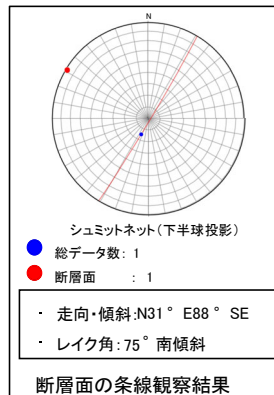 N
シュミットネット(下半球投影)
総データ数: 1
断層面 : 1
・ 走向・傾斜:N31°E88°SE
・ レイク角:75°南傾斜
断層面の条線観察結果